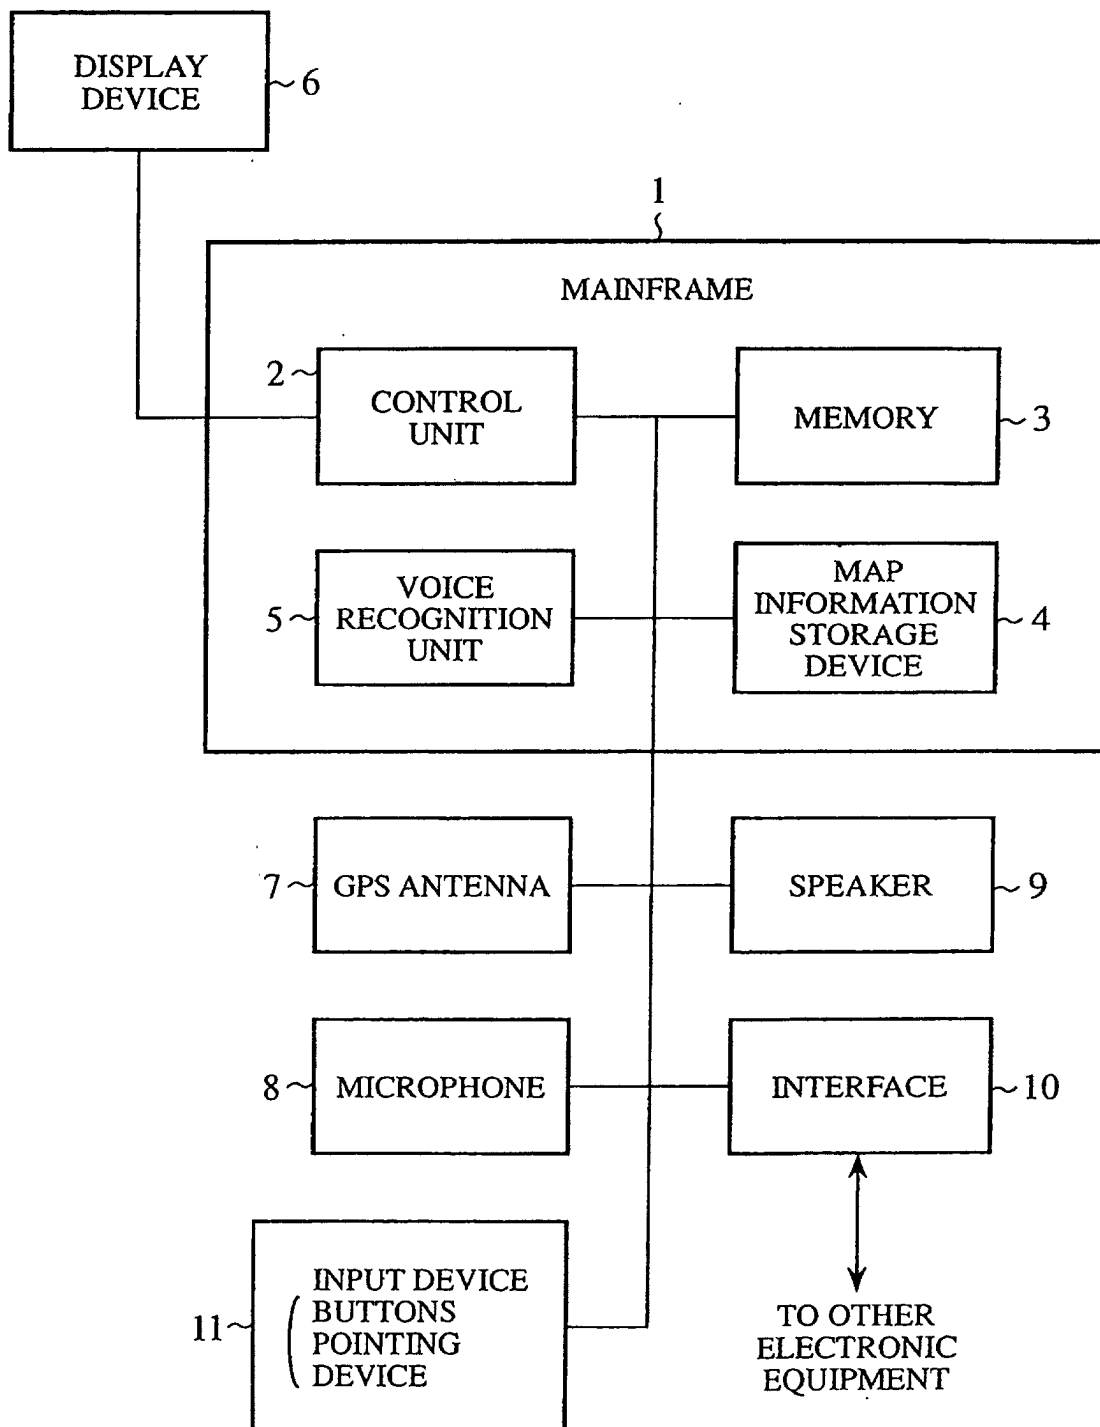 DISPLAY
DEVICE
6
1
MAINFRAME
2
CONTROL
UNIT
MEMORY
3
5
VOICE
RECOGNITION
UNIT
MAP
INFORMATION
STORAGE
DEVICE
4
7
GPS ANTENNA
SPEAKER
9
8
MICROPHONE
INTERFACE
10
11
INPUT DEVICE
BUTTONS
POINTING
DEVICE
TO OTHER
ELECTRONIC
EQUIPMENT